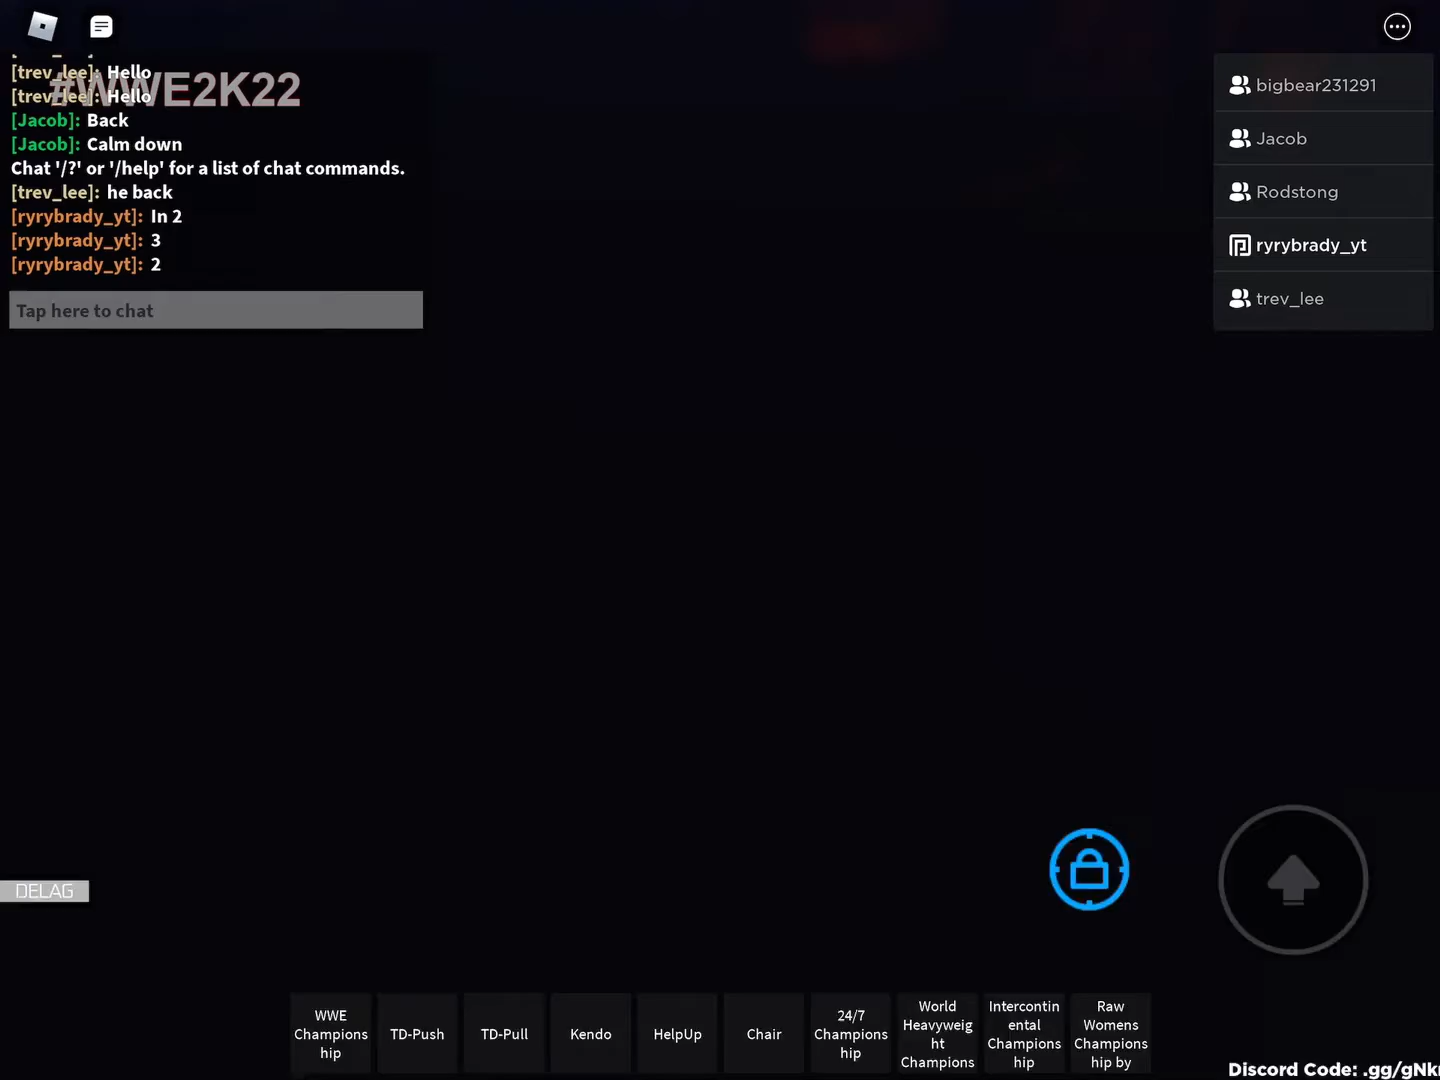 [trev_lee]: Hello
#WWE2K22
[trev_lee]: Hello
[Jacob]: Back
[Jacob]: Calm down
Chat '/?' or '/help' for a list of chat commands.
[trev_lee]: he back
[ryrybrady_yt]: In 2
[ryrybrady_yt]: 3
[ryrybrady_yt]: 2
Tap here to chat
bigbear231291
Jacob
Rodstong
ryrybrady_yt
trev_lee
DELAG
WWE
Champions
hip
TD-Push
TD-Pull
Kendo
HelpUp
Chair
24/7
Champions
hip
World
Heavyweig
ht
Champions
Intercontin
ental
Champions
hip
Raw
Womens
Champions
hip by
Discord Code: .gg/gNk